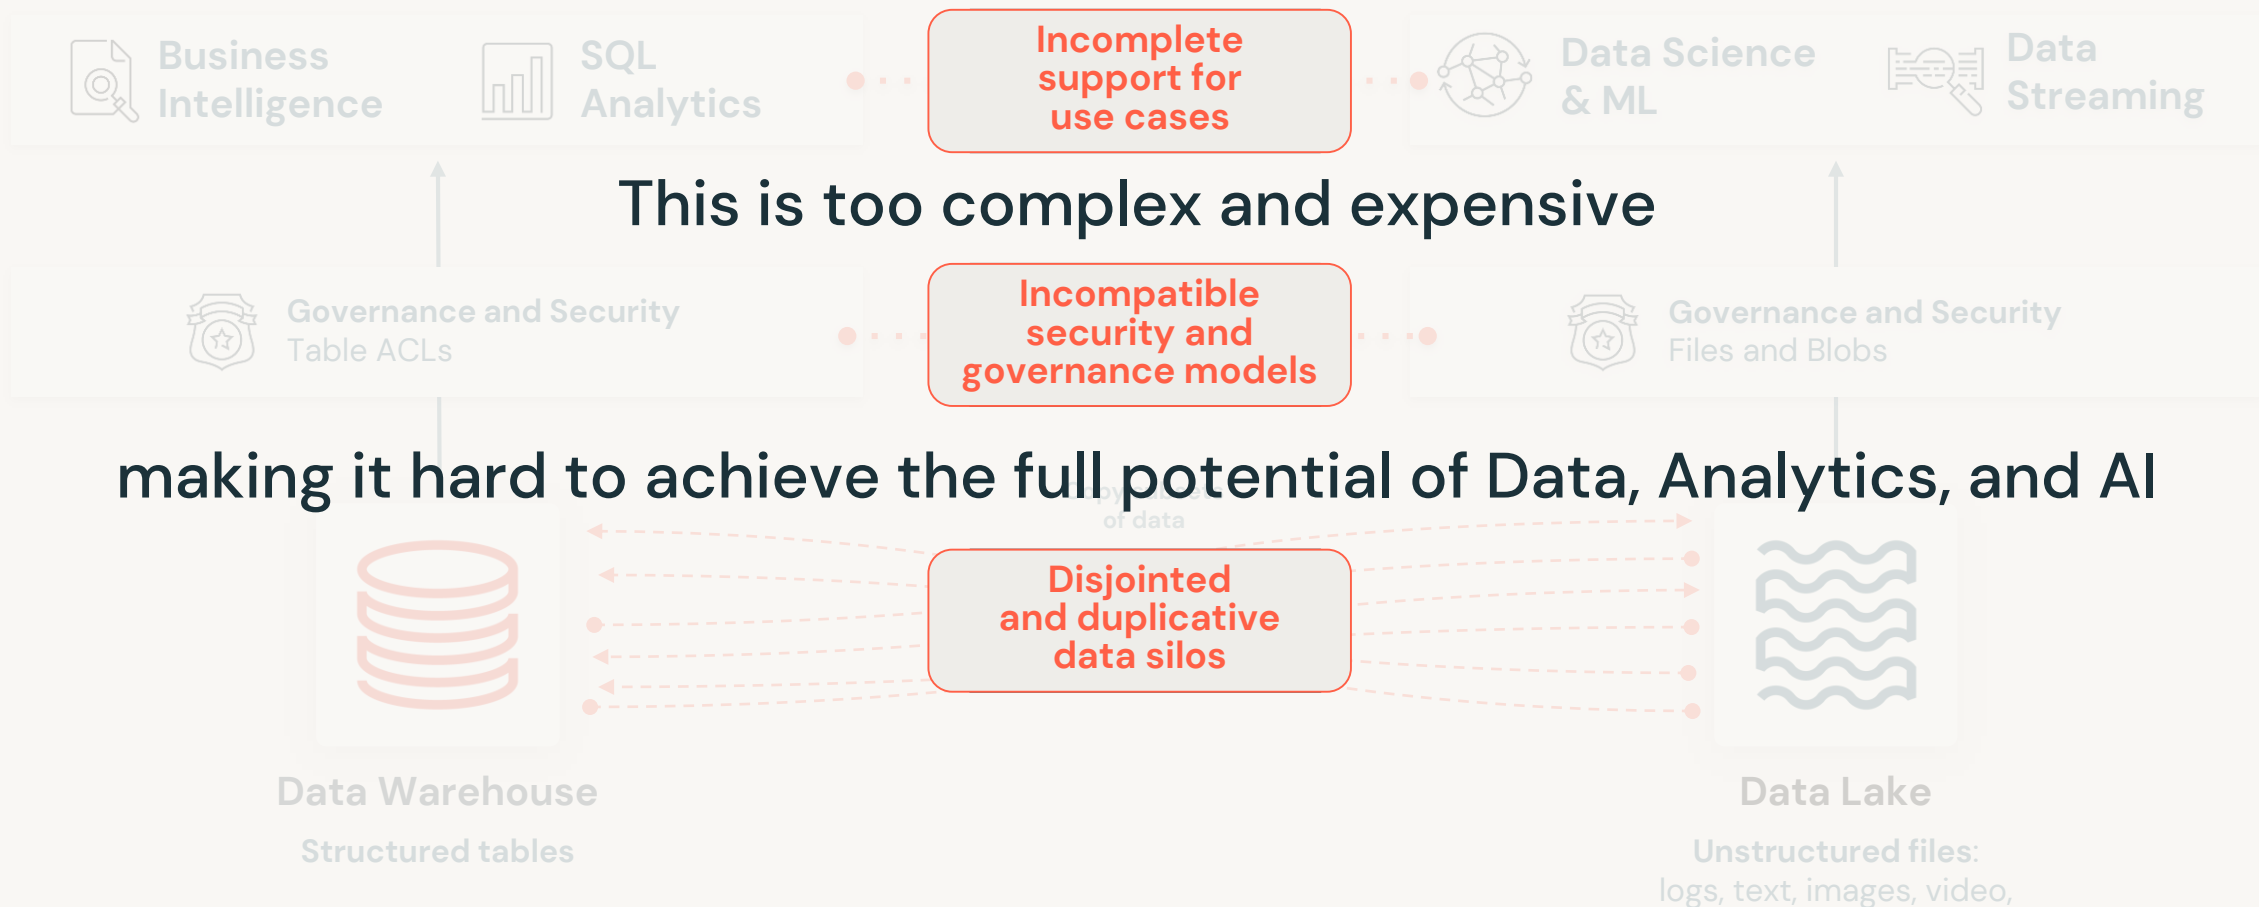 Business
Intelligence
SQL
Analytics
Incomplete
support for
use cases
Data Science
& ML
Data
Streaming
This is too complex and expensive
Governance and Security
Table ACLs
Incompatible
security and
governance models
Governance and Security
Files and Blobs
making it hard to achieve the full potential of Data, Analytics, and AI
Copy subsets
of data
Disjointed
and duplicative
data silos
Data Warehouse
Structured tables
Data Lake
Unstructured files:
logs, text, images, video,